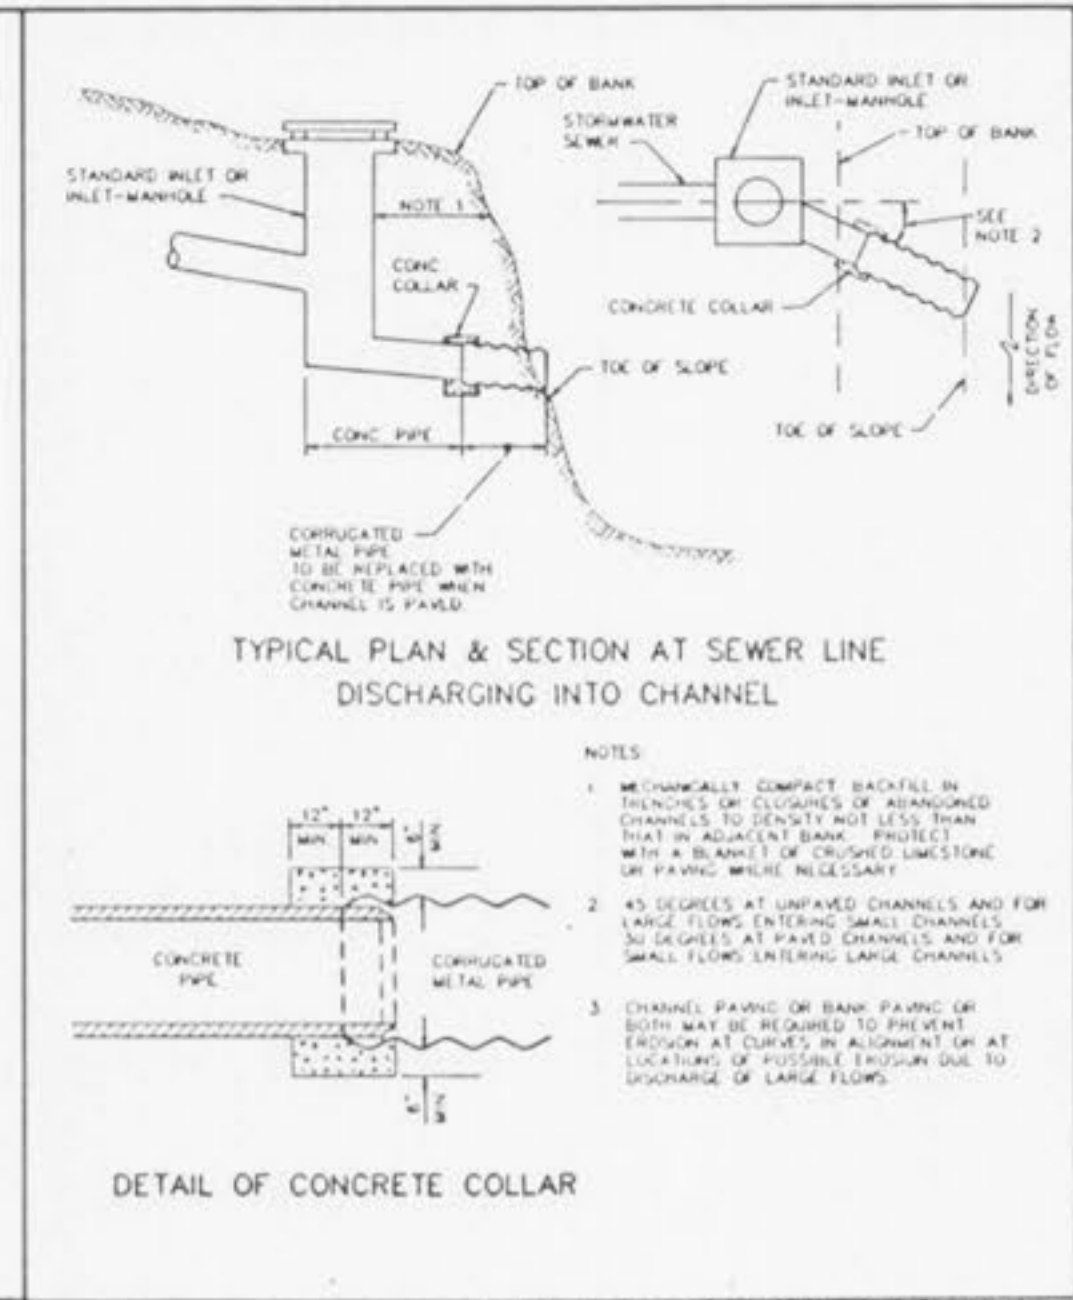 TOP OF BANK
STANDARD INLET OR
INLET-MANHOLE
NOTE 1
CONC
COLLAR
TOE OF SLOPE
CONC PIPE
CORRUGATED
METAL PIPE
TO BE REPLACED WITH
CONCRETE PIPE WHEN
CHANNEL IS PAVED.
STANDARD INLET OR
INLET-MANHOLE
STORMWATER
SEWER
TOP OF BANK
SEE
NOTE 2
CONCRETE COLLAR
DIRECTION
OF FLOW
TOE OF SLOPE
TYPICAL PLAN & SECTION AT SEWER LINE
DISCHARGING INTO CHANNEL
12" 12"
MIN. MIN.
6"
MIN.
CONCRETE
PIPE
CORRUGATED
METAL PIPE
6"
MIN.
DETAIL OF CONCRETE COLLAR
NOTES:
1 MECHANICALLY COMPACT BACKFILL IN
TRENCHES OR CLOSURES OF ABANDONED
CHANNELS TO DENSITY NOT LESS THAN
THAT IN ADJACENT BANK. PROTECT
WITH A BLANKET OF CRUSHED LIMESTONE
OR PAVING WHERE NECESSARY
2 45 DEGREES AT UNPAVED CHANNELS AND FOR
LARGE FLOWS ENTERING SMALL CHANNELS
30 DEGREES AT PAVED CHANNELS AND FOR
SMALL FLOWS ENTERING LARGE CHANNELS
3 CHANNEL PAVING OR BANK PAVING OR
BOTH MAY BE REQUIRED TO PREVENT
EROSION AT CURVES IN ALIGNMENT OR AT
LOCATIONS OF POSSIBLE EROSION DUE TO
DISCHARGE OF LARGE FLOWS.